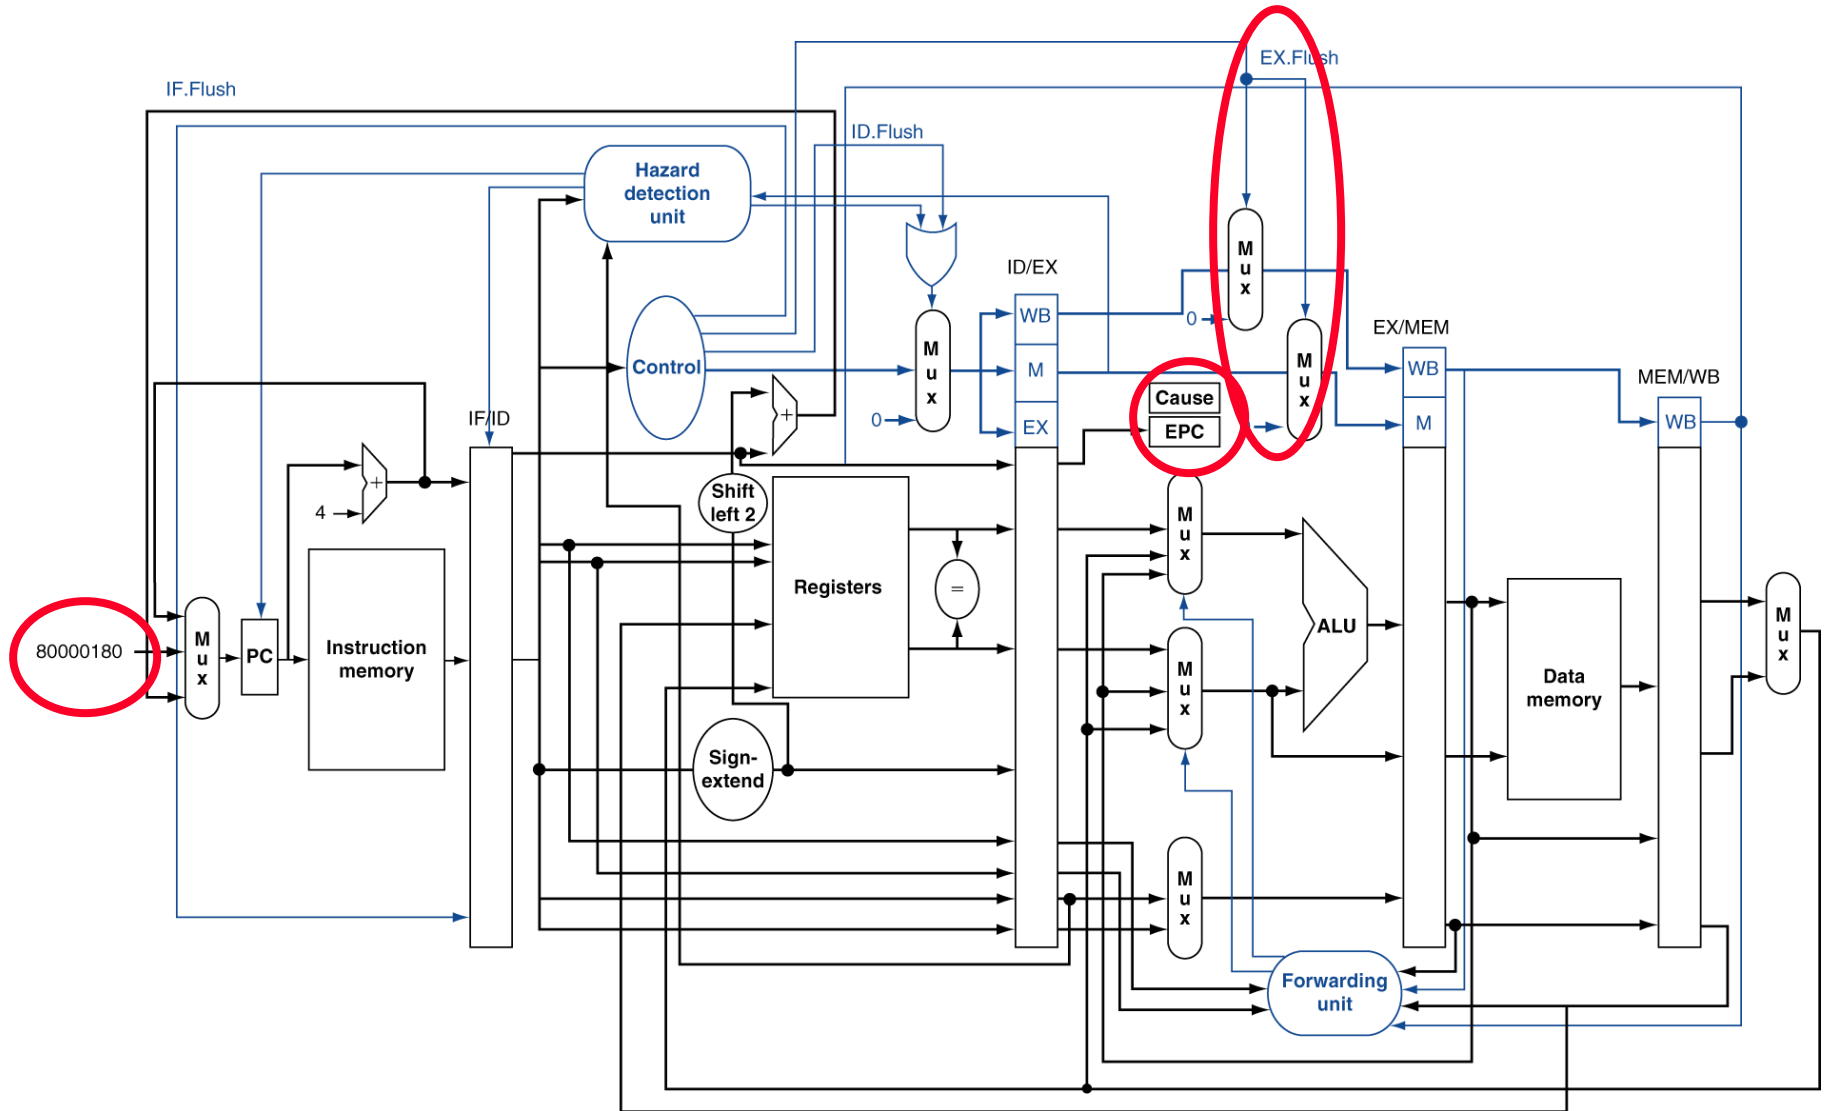 EX.Flush
IF.Flush
ID.Flush
Hazard
detection
unit
M
u
x
ID/EX
0
WB
EX/MEM
M
u
x
M
u
x
WB
Control
M
MEM/WB
Cause
0
IF/ID
+
EX
EPC
M
WB
+
Shift
left 2
4
M
u
x
Registers
=
M
u
x
80000180
M
u
x
PC
Instruction
memory
ALU
M
u
x
Data
memory
Sign-
extend
M
u
x
Forwarding
unit